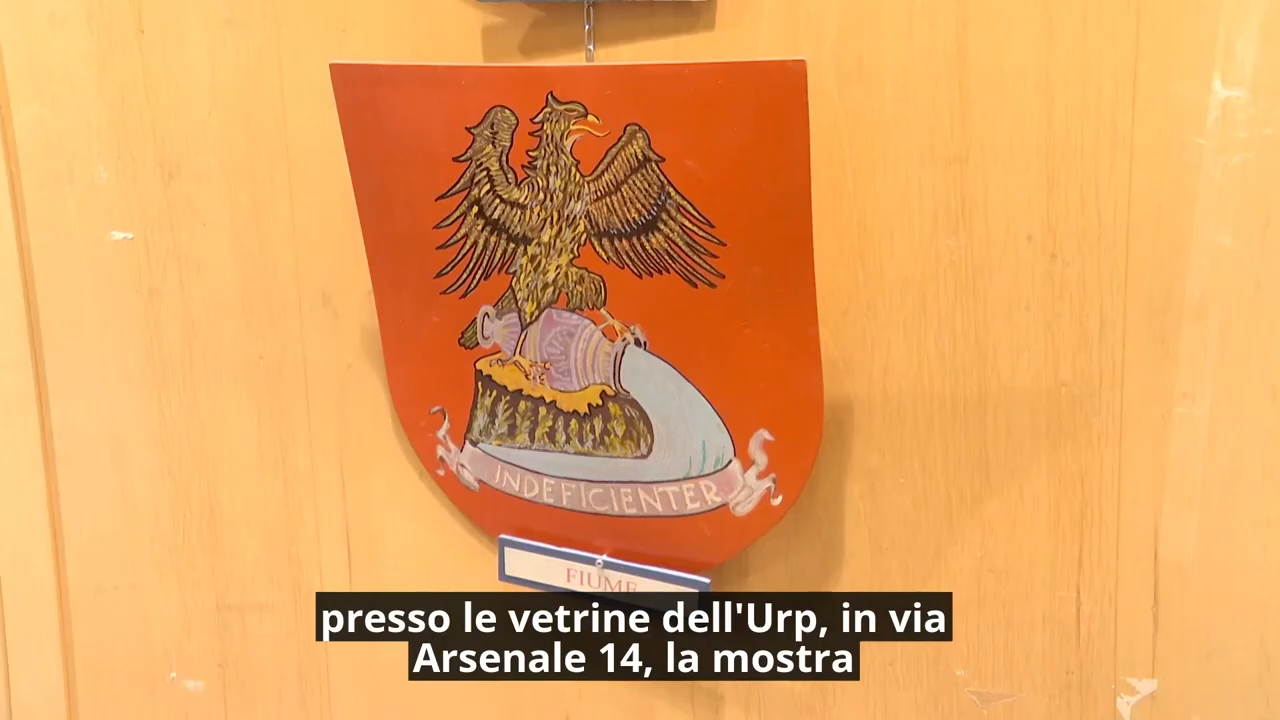 INDEFICIENTER
FIUME
presso le vetrine dell'Urp, in via
Arsenale 14, la mostra